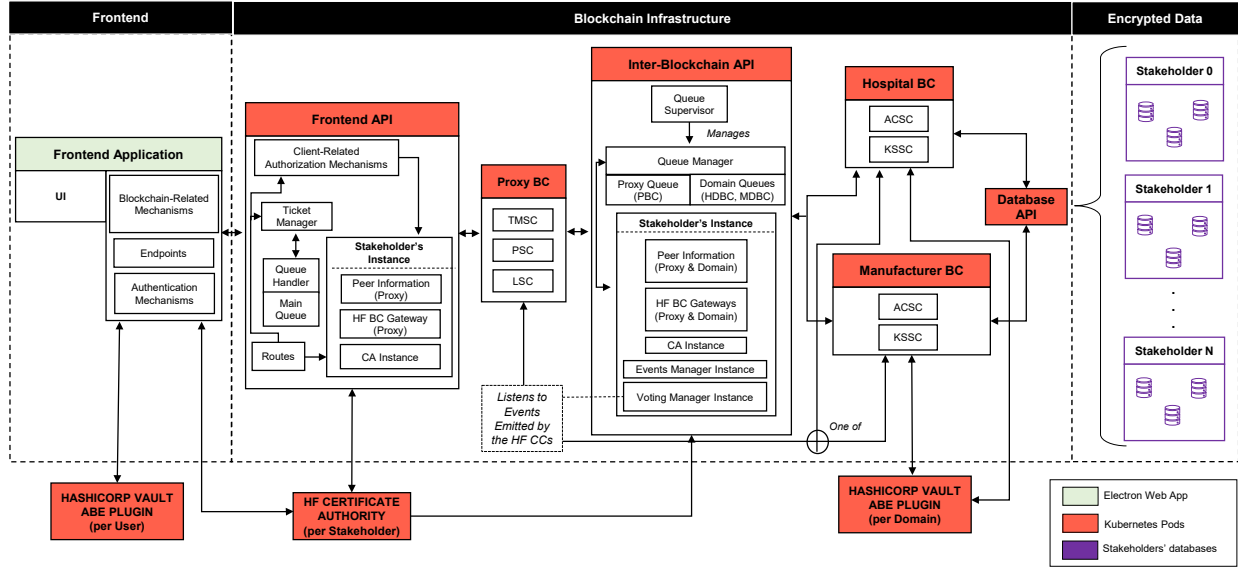 Frontend
Blockchain Infrastructure
Encrypted Data
Frontend Application
UI
Blockchain-Related
Mechanisms
Endpoints
Authentication
Mechanisms
Frontend API
Client-Related
Authorization Mechanisms
Ticket
Manager
Queue
Handler
Main
Queue
Routes
Stakeholder's
Instance
Peer Information
(Proxy)
HF BC Gateway
(Proxy)
CA Instance
Proxy BC
TMSC
PSC
LSC
Listens to
Events
Emitted by
the HF CCs
Inter-Blockchain API
Queue
Supervisor
Manages
Queue Manager
Proxy Queue
(PBC)
Domain Queues
(HDBC, MDBC)
Stakeholder's Instance
Peer Information
(Proxy & Domain)
HF BC Gateways
(Proxy & Domain)
CA Instance
Events Manager Instance
Voting Manager Instance
Hospital BC
ACSC
KSSC
Manufacturer BC
ACSC
KSSC
One of
Database
API
Stakeholder 0
Stakeholder 1
.
.
.
Stakeholder N
HASHICORP VAULT
ABE PLUGIN
(per User)
HF CERTIFICATE
AUTHORITY
(per Stakeholder)
HASHICORP VAULT
ABE PLUGIN
(per Domain)
Electron Web App
Kubernetes Pods
Stakeholders' databases